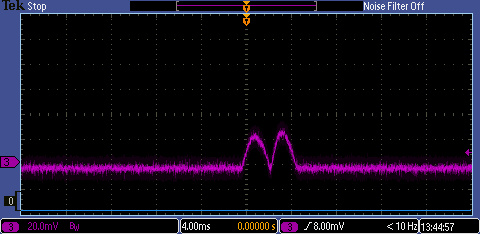 Tek Stop Noise Filter Off
T
T
3
0
3 20.0mV Bw 4.00ms 0.00000 s 3 8.00mV < 10 Hz 13:44:57